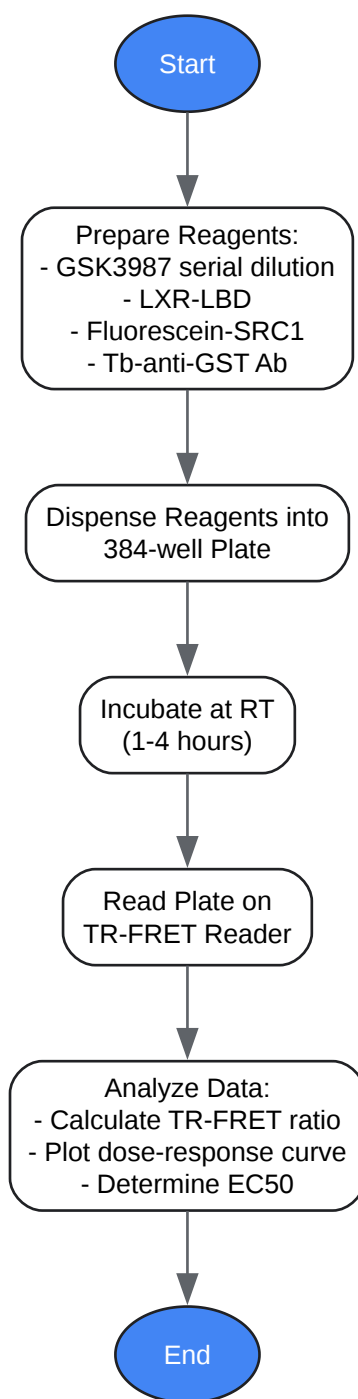 Start
Prepare Reagents:
- GSK3987 serial dilution
- LXR-LBD
- Fluorescein-SRC1
- Tb-anti-GST Ab
Dispense Reagents into
384-well Plate
Incubate at RT
(1-4 hours)
Read Plate on
TR-FRET Reader
Analyze Data:
- Calculate TR-FRET ratio
- Plot dose-response curve
- Determine EC50
End